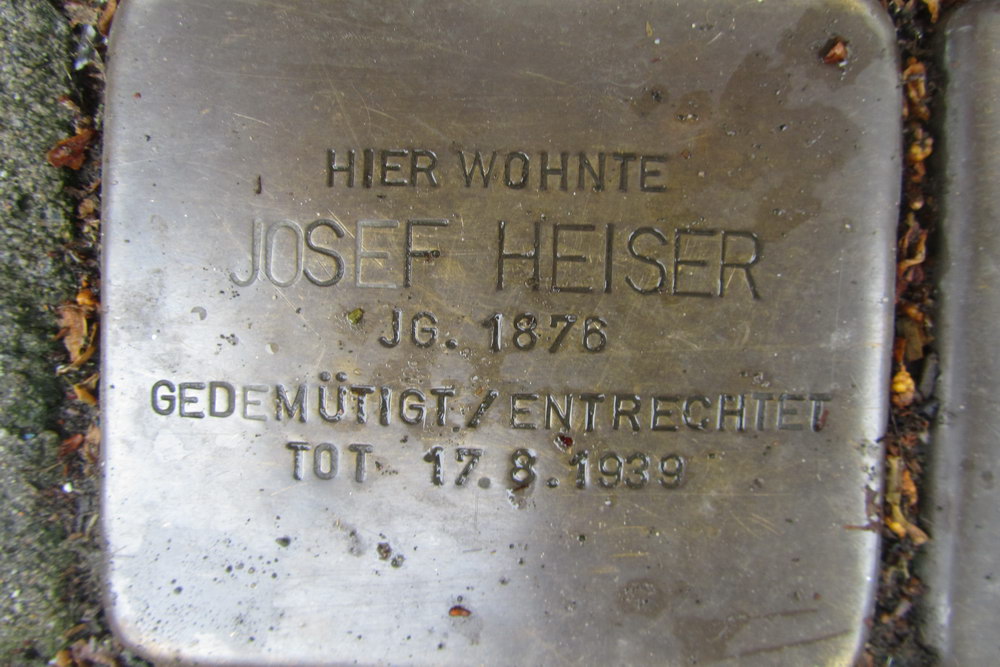 HIER WOHNTE
JOSEF HEISER
JG. 1876
GEDEMÜTIGT / ENTRECHTET
TOT 17.8.1939